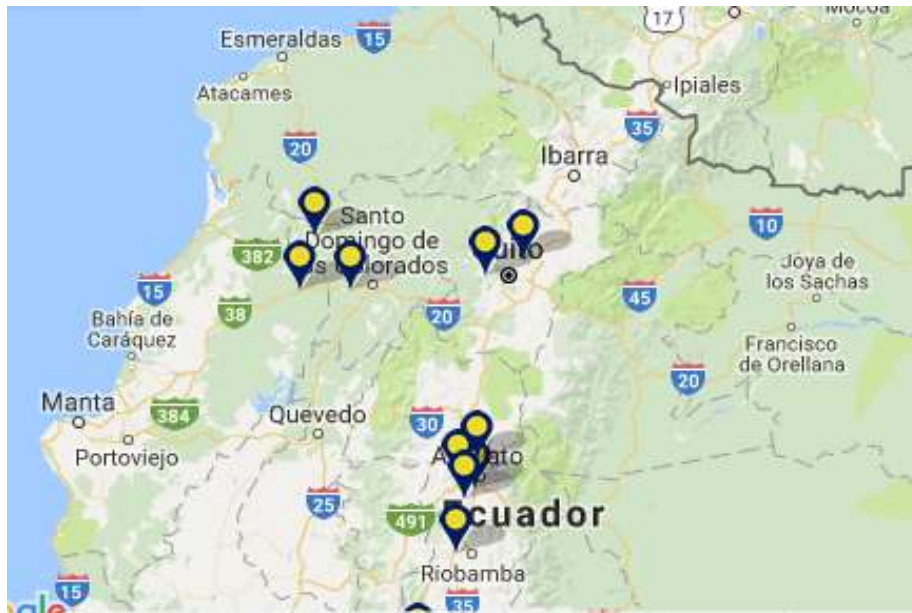 17
Mocoa
Esmeraldas
15
Atacames
Ipiales
35
20
Ibarra
Santo
Domingo de
Colorados
382
10
Joya de
los Sachas
15
45
38
20
Bahía de
Caráquez
Francisco
de Orellana
20
Manta
384
Quevedo
30
Portoviejo
25
491
Ecuador
Riobamba
15
35